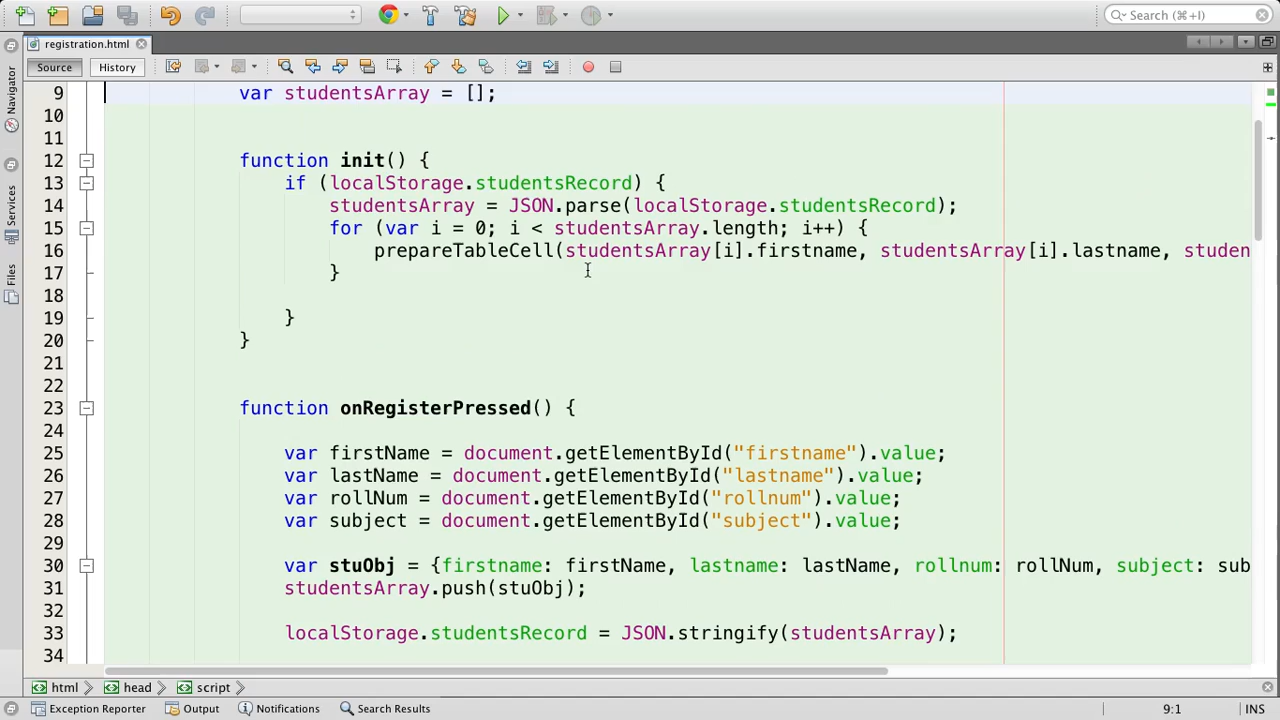 Search (⌘+I)
registration.html
Source History
Navigator
Services
Files
9 var studentsArray = [];
10
11
12 function init() {
13 if (localStorage.studentsRecord) {
14 studentsArray = JSON.parse(localStorage.studentsRecord);
15 for (var i = 0; i < studentsArray.length; i++) {
16 prepareTableCell(studentsArray[i].firstname, studentsArray[i].lastname, studen
17 }
18
19 }
20 }
21
22
23 function onRegisterPressed() {
24
25 var firstName = document.getElementById("firstname").value;
26 var lastName = document.getElementById("lastname").value;
27 var rollNum = document.getElementById("rollnum").value;
28 var subject = document.getElementById("subject").value;
29
30 var stuObj = {firstname: firstName, lastname: lastName, rollnum: rollNum, subject: sub
31 studentsArray.push(stuObj);
32
33 localStorage.studentsRecord = JSON.stringify(studentsArray);
34
html head script
Exception Reporter Output Notifications Search Results 9:1 INS